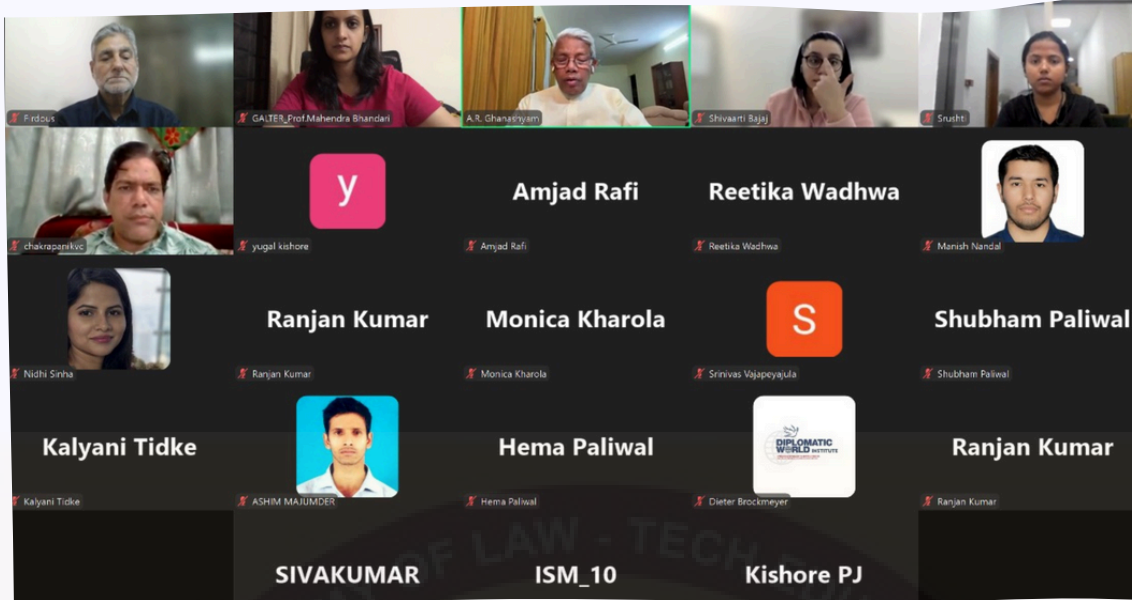 Firdous
GALTER_Prof.Mahendra Bhandari
A.R. Ghanashyam
Shivaarti Bajaj
Srushti
chakrapanikvc
y
yugal kishore
Amjad Rafi
Amjad Rafi
Reetika Wadhwa
Reetika Wadhwa
Manish Nandal
Nidhi Sinha
Ranjan Kumar
Ranjan Kumar
Monica Kharola
Monica Kharola
S
Srinivas Vajapeyajula
Shubham Paliwal
Shubham Paliwal
Kalyani Tidke
Kalyani Tidke
ASHIM MAJUMDER
Hema Paliwal
Hema Paliwal
DIPLOMATIC
WORLD INSTITUTE
Dieter Brockmeyer
Ranjan Kumar
Ranjan Kumar
OF LAW - TECH
SIVAKUMAR
ISM_10
Kishore PJ